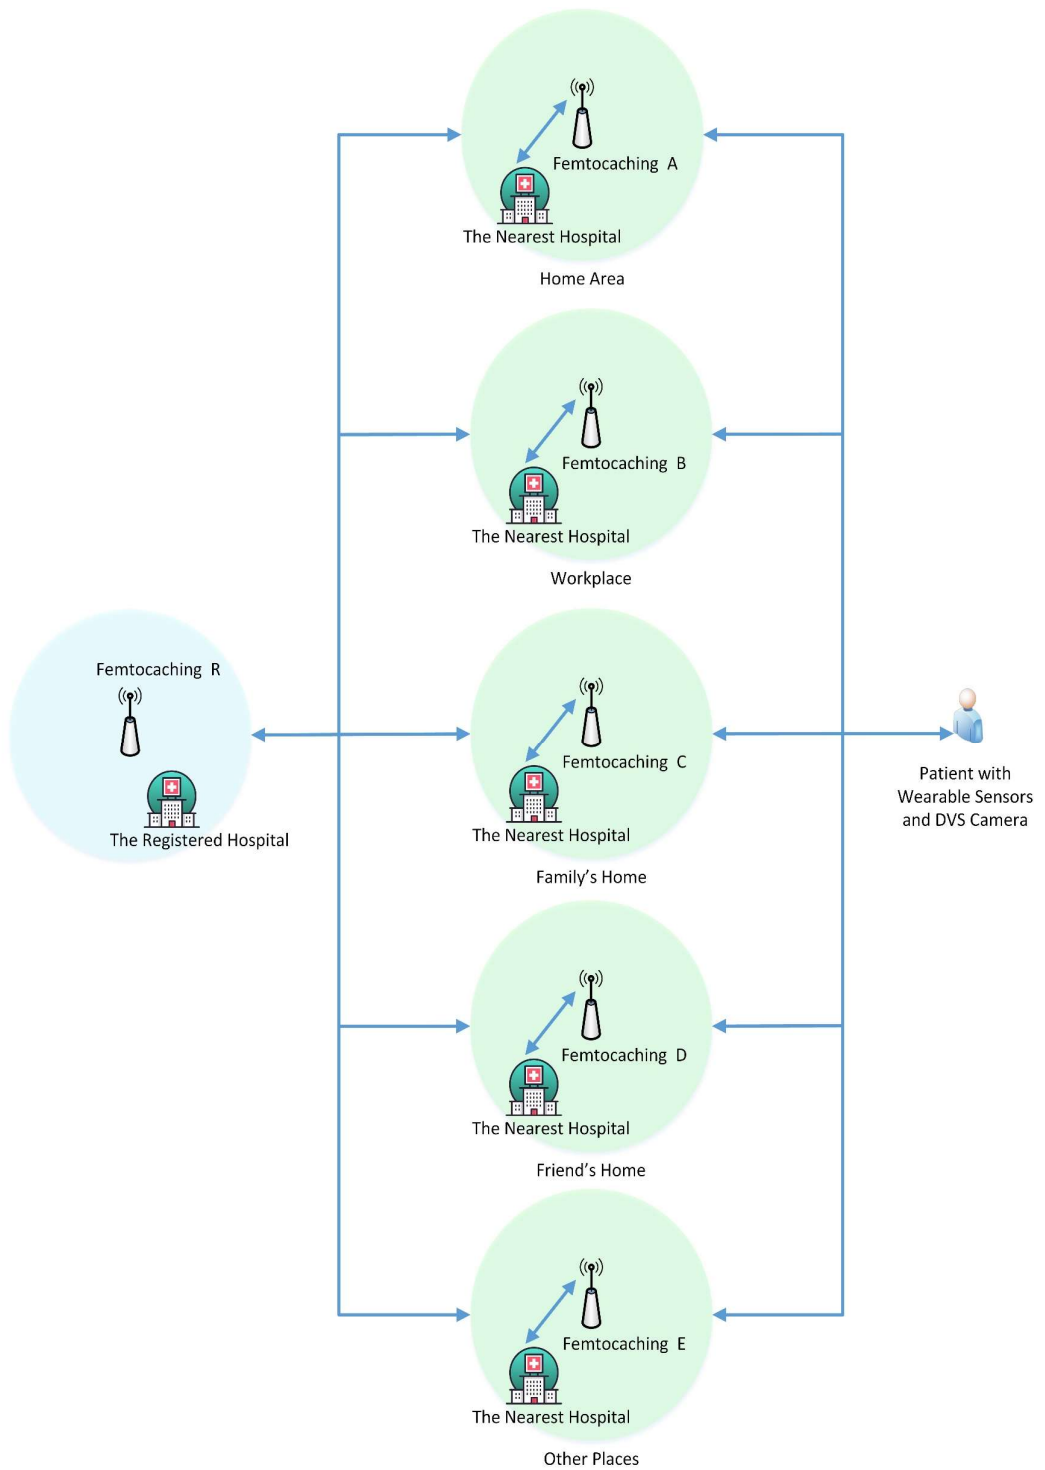 Femtocaching A
The Nearest Hospital
Home Area
Femtocaching B
The Nearest Hospital
Workplace
Femtocaching R
The Registered Hospital
Femtocaching C
The Nearest Hospital
Family's Home
Patient with
Wearable Sensors
and DVS Camera
Femtocaching D
The Nearest Hospital
Friend's Home
Femtocaching E
The Nearest Hospital
Other Places